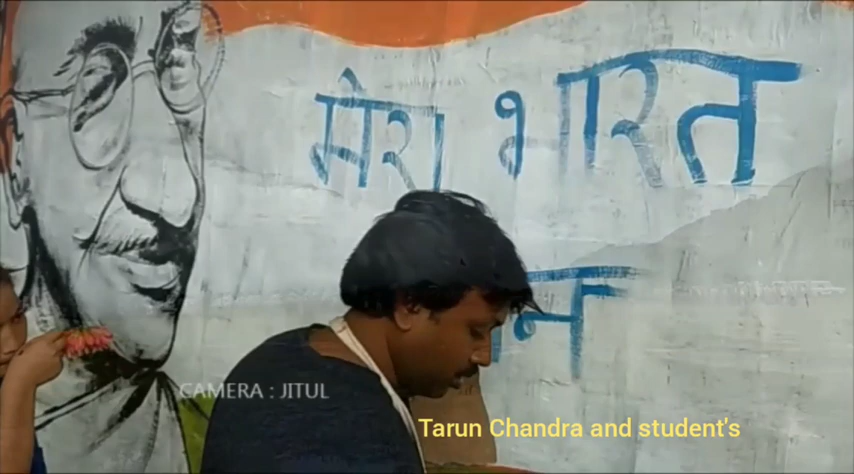 मेरा भारत
CAMERA : JITUL
Tarun Chandra and student's